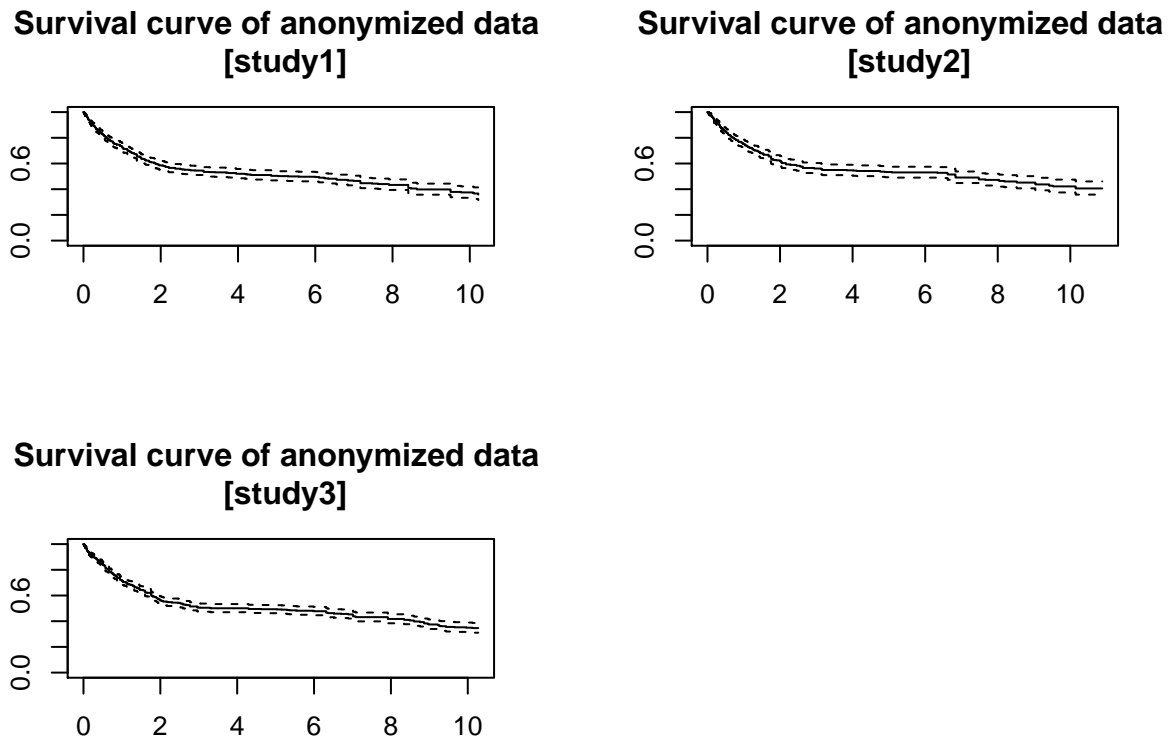 Survival curve of anonymized data
[study1]
0.6
0.0
0 2 4 6 8 10
Survival curve of anonymized data
[study2]
0.6
0.0
0 2 4 6 8 10
Survival curve of anonymized data
[study3]
0.6
0.0
0 2 4 6 8 10